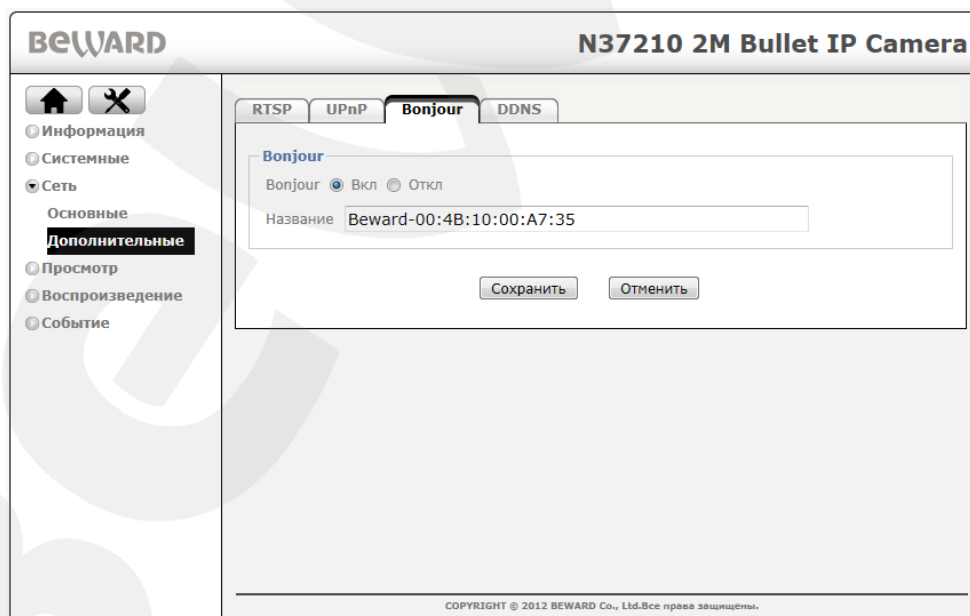 BEWARD
N37210 2M Bullet IP Camera
Информация
Системные
Сеть
Основные
Дополнительные
Просмотр
Воспроизведение
Событие
RTSP UPnP Bonjour DDNS
Bonjour
Bonjour Вкл Откл
Название Beward-00:4B:10:00:A7:35
Сохранить Отменить
COPYRIGHT © 2012 BEWARD Co., Ltd.Все права защищены.